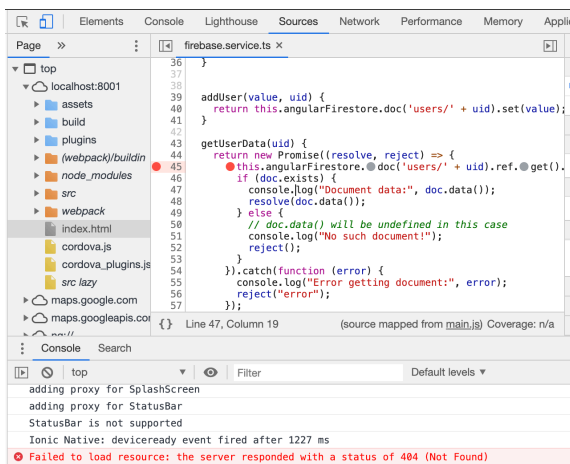 Elements Console Lighthouse Sources Network Performance Memory Appli
Page » firebase.service.ts ×
top
localhost:8001
assets
build
plugins
(webpack)/buildin
node_modules
src
webpack
index.html
cordova.js
cordova_plugins.js
src lazy
maps.google.com
maps.googleapis.cor
ng://
36 }
37
38
39 addUser(value, uid) {
40 return this.angularFirestore.doc('users/' + uid).set(value);
41 }
42
43 getUserData(uid) {
44 return new Promise((resolve, reject) => {
45 this.angularFirestore.doc('users/' + uid).ref.get().
46 if (doc.exists) {
47 console.log("Document data:", doc.data());
48 resolve(doc.data());
49 } else {
50 // doc.data() will be undefined in this case
51 console.log("No such document!");
52 reject();
53 }
54 }).catch(function (error) {
55 console.log("Error getting document:", error);
56 reject("error");
57 });
{} Line 47, Column 19 (source mapped from main.js) Coverage: n/a
Console Search
top Filter Default levels ▼
adding proxy for SplashScreen
adding proxy for StatusBar
StatusBar is not supported
Ionic Native: deviceready event fired after 1227 ms
Failed to load resource: the server responded with a status of 404 (Not Found)